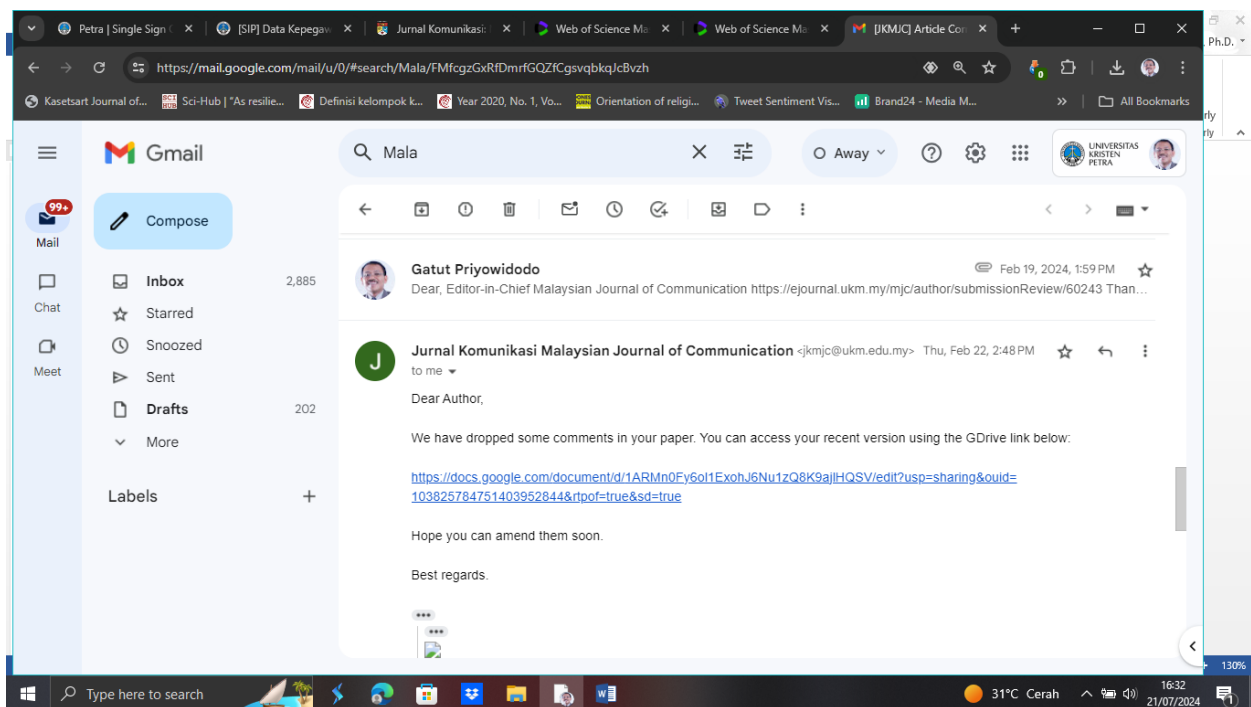 Petra | Single Sign
[SIP] Data Kepegaw
Jurnal Komunikasi:
Web of Science Ma
Web of Science Ma
[JKMJC] Article Con
Ph.D.
https://mail.google.com/mail/u/0/#search/Mala/FMfcgzGxRfDmrfGQZfCgsvqbkqJcBvzh
Kasetsart Journal of...
Sci-Hub | "As resilie...
Definisi kelompok k...
Year 2020, No. 1, Vo...
Orientation of religi...
Tweet Sentiment Vis...
Brand24 - Media M...
All Bookmarks
Gmail
Mala
Away
UNIVERSITAS
KRISTEN
PETRA
99+
Mail
Chat
Meet
Compose
Inbox 2,885
Starred
Snoozed
Sent
Drafts 202
More
Labels
Gatut Priyowidodo Feb 19, 2024, 1:59 PM
Dear, Editor-in-Chief Malaysian Journal of Communication https://ejournal.ukm.my/mjc/author/submissionReview/60243 Than...
J
Jurnal Komunikasi Malaysian Journal of Communication <jkmjc@ukm.edu.my> Thu, Feb 22, 2:48 PM
to me
Dear Author,
We have dropped some comments in your paper. You can access your recent version using the GDrive link below:
https://docs.google.com/document/d/1ARMn0Fy6oI1ExohJ6Nu1zQ8K9ajlHQSV/edit?usp=sharing&ouid=
103825784751403952844&rtpof=true&sd=true
Hope you can amend them soon.
Best regards.
130%
Type here to search
31°C Cerah
16:32
21/07/2024